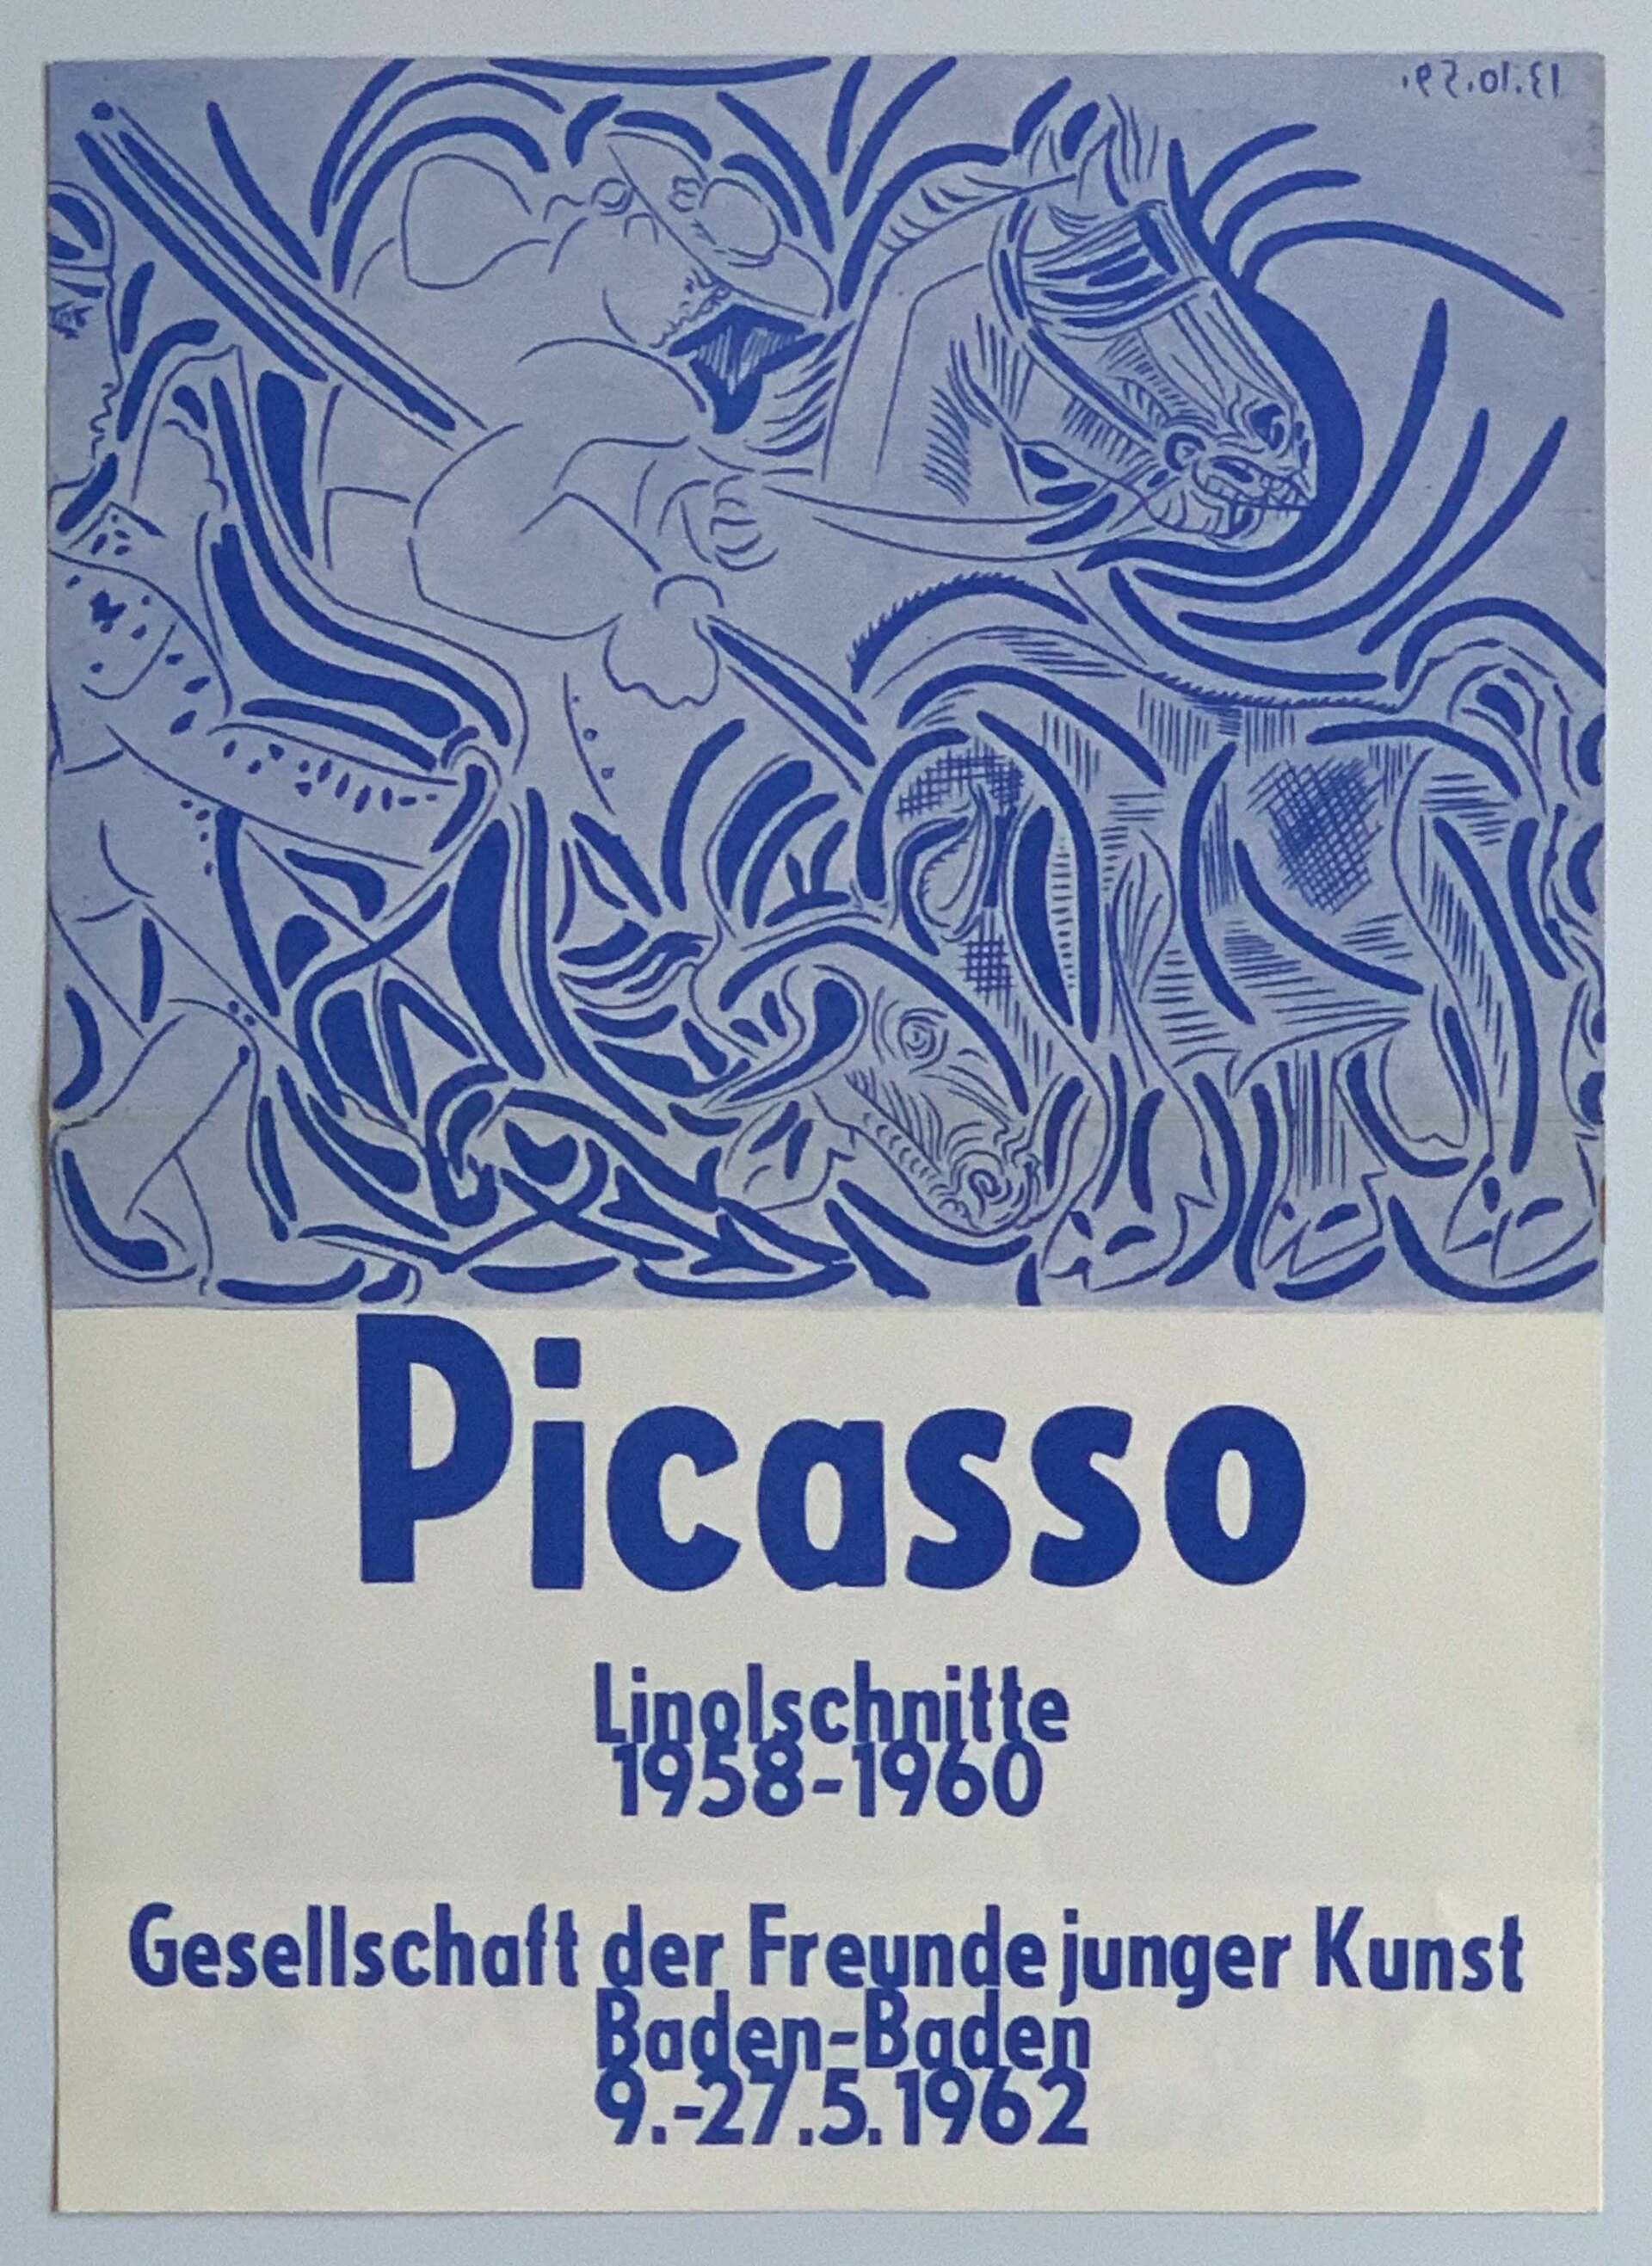 13.10.59.
Picasso
Linolschnitte
1958-1960
Gesellschaft der Freunde junger Kunst
Baden-Baden
9.-27.5.1962